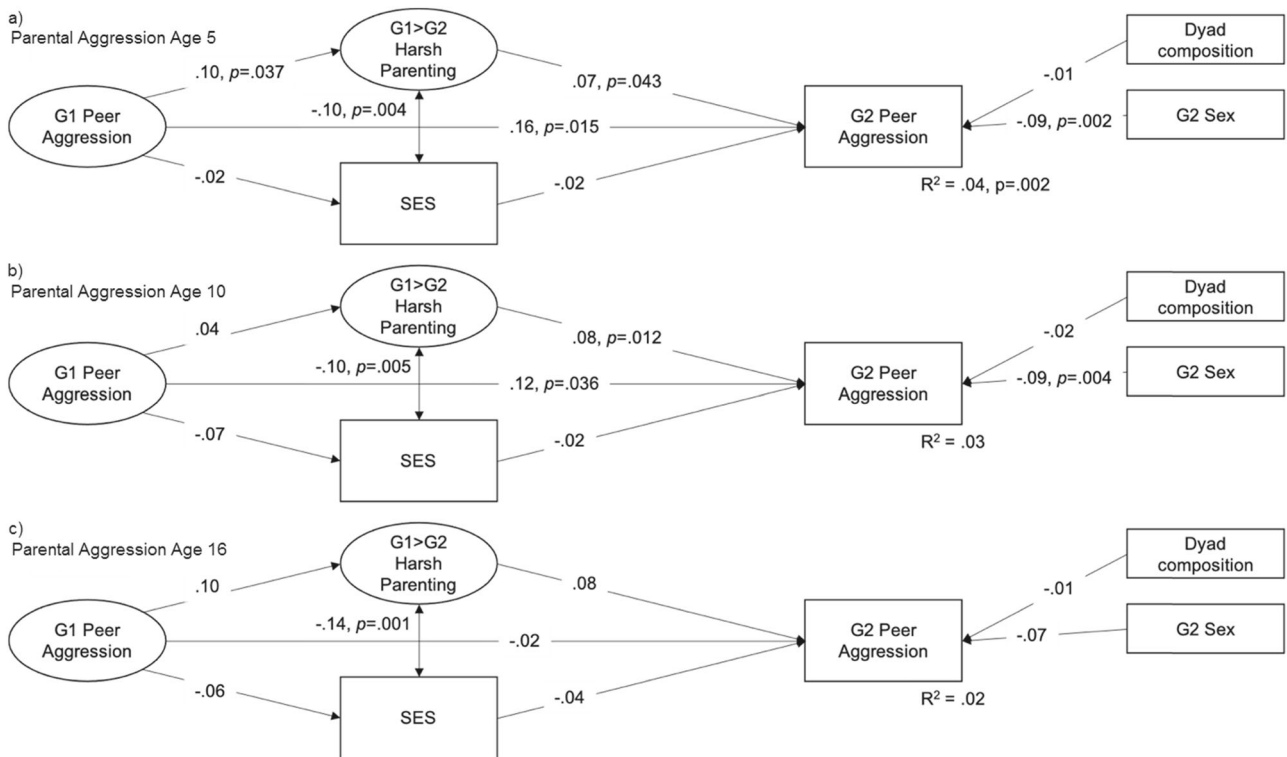 a)
Parental Aggression Age 5
G1>G2
Harsh
Parenting
Dyad
composition
.10, p=.037
.07, p=.043
-.01
G1 Peer
Aggression
-.10, p=.004
.16, p=.015
G2 Peer
Aggression
-.09, p=.002
G2 Sex
-.02
SES
-.02
R² = .04, p=.002
b)
Parental Aggression Age 10
G1>G2
Harsh
Parenting
Dyad
composition
.04
.08, p=.012
-.02
G1 Peer
Aggression
-.10, p=.005
.12, p=.036
G2 Peer
Aggression
-.09, p=.004
G2 Sex
-.07
SES
-.02
R² = .03
c)
Parental Aggression Age 16
G1>G2
Harsh
Parenting
Dyad
composition
.10
.08
-.01
G1 Peer
Aggression
-.14, p=.001
-.02
G2 Peer
Aggression
-.07
G2 Sex
-.06
SES
-.04
R² = .02